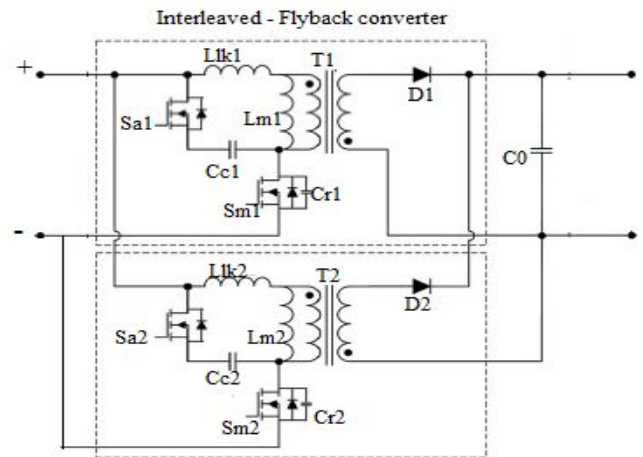 Interleaved - Flyback converter
+
Llk1
T1
D1
Sa1
Lm1
Cc1
C0
Sm1
Cr1
-
Llk2
T2
D2
Sa2
Lm2
Cc2
Sm2
Cr2